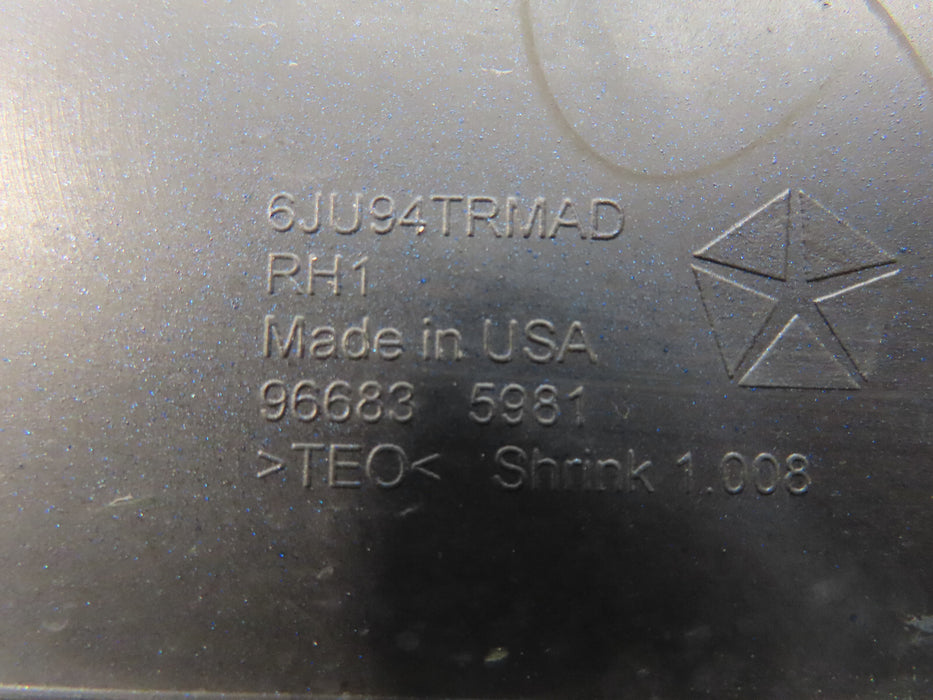 6JU94TRMAD
RH1
Made in USA
96683 5981
>TEO< Shrink 1.008